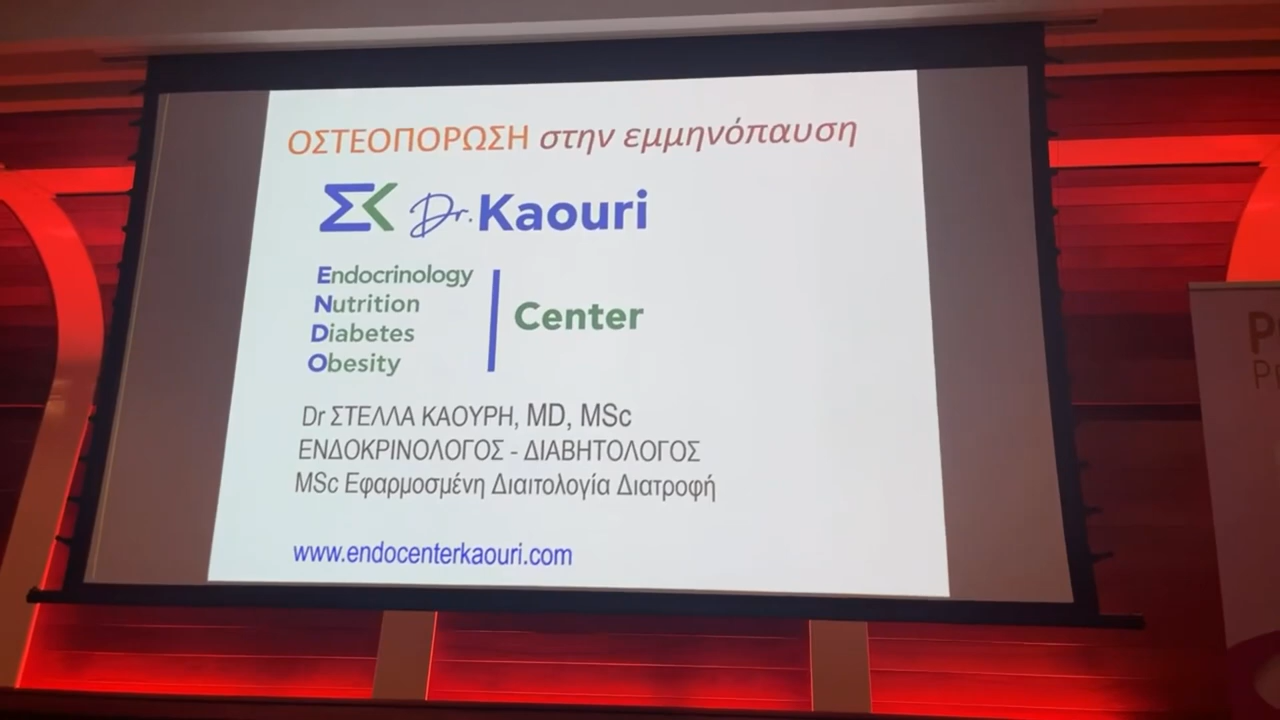 ΟΣΤΕΟΠΟΡΩΣΗ στην εμμηνόπαυση
ΣΚ Dr. Kaouri
Endocrinology
Nutrition
Diabetes
Obesity
Center
Dr ΣΤΕΛΛΑ ΚΑΟΥΡΗ, MD, MSc
ΕΝΔΟΚΡΙΝΟΛΟΓΟΣ - ΔΙΑΒΗΤΟΛΟΓΟΣ
MSc Εφαρμοσμένη Διαιτολογία Διατροφή
www.endocenterkaouri.com